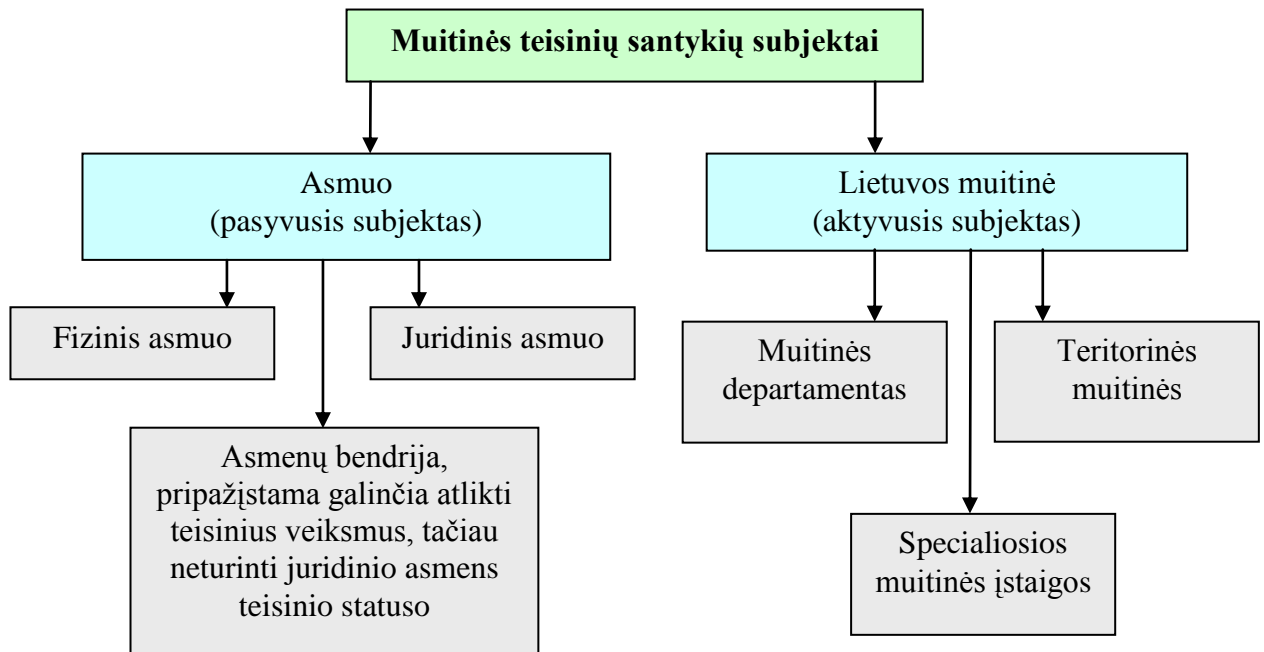 Muitinės teisinių santykių subjektai
Asmuo
(pasyvusis subjektas)
Lietuvos muitinė
(aktyvusis subjektas)
Fizinis asmuo
Juridinis asmuo
Muitinės
departamentas
Teritorinės
muitinės
Asmenų bendrija,
pripažįstama galinčia atlikti
teisinius veiksmus, tačiau
neturinti juridinio asmens
teisinio statuso
Specialiosios
muitinės įstaigos